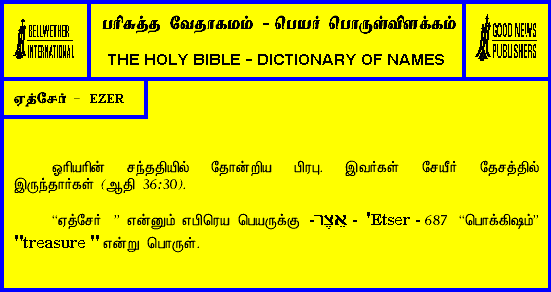 BELLWETHER
INTERNATIONAL
பரிசுத்த வேதாகமம் - பெயர் பொருள்விளக்கம்
THE HOLY BIBLE - DICTIONARY OF NAMES
GOOD NEWS
PUBLISHERS
ஏத்சேர் - EZER
ஓரியரின் சந்ததியில் தோன்றிய பிரபு. இவர்கள் சேயீர் தேசத்தில்
இருந்தார்கள் (ஆதி 36:30).
“ஏத்சேர் ” என்னும் எபிரெய பெயருக்கு -אֵצֶר - 'Etser - 687 “பொக்கிஷம்”
"treasure " என்று பொருள்.